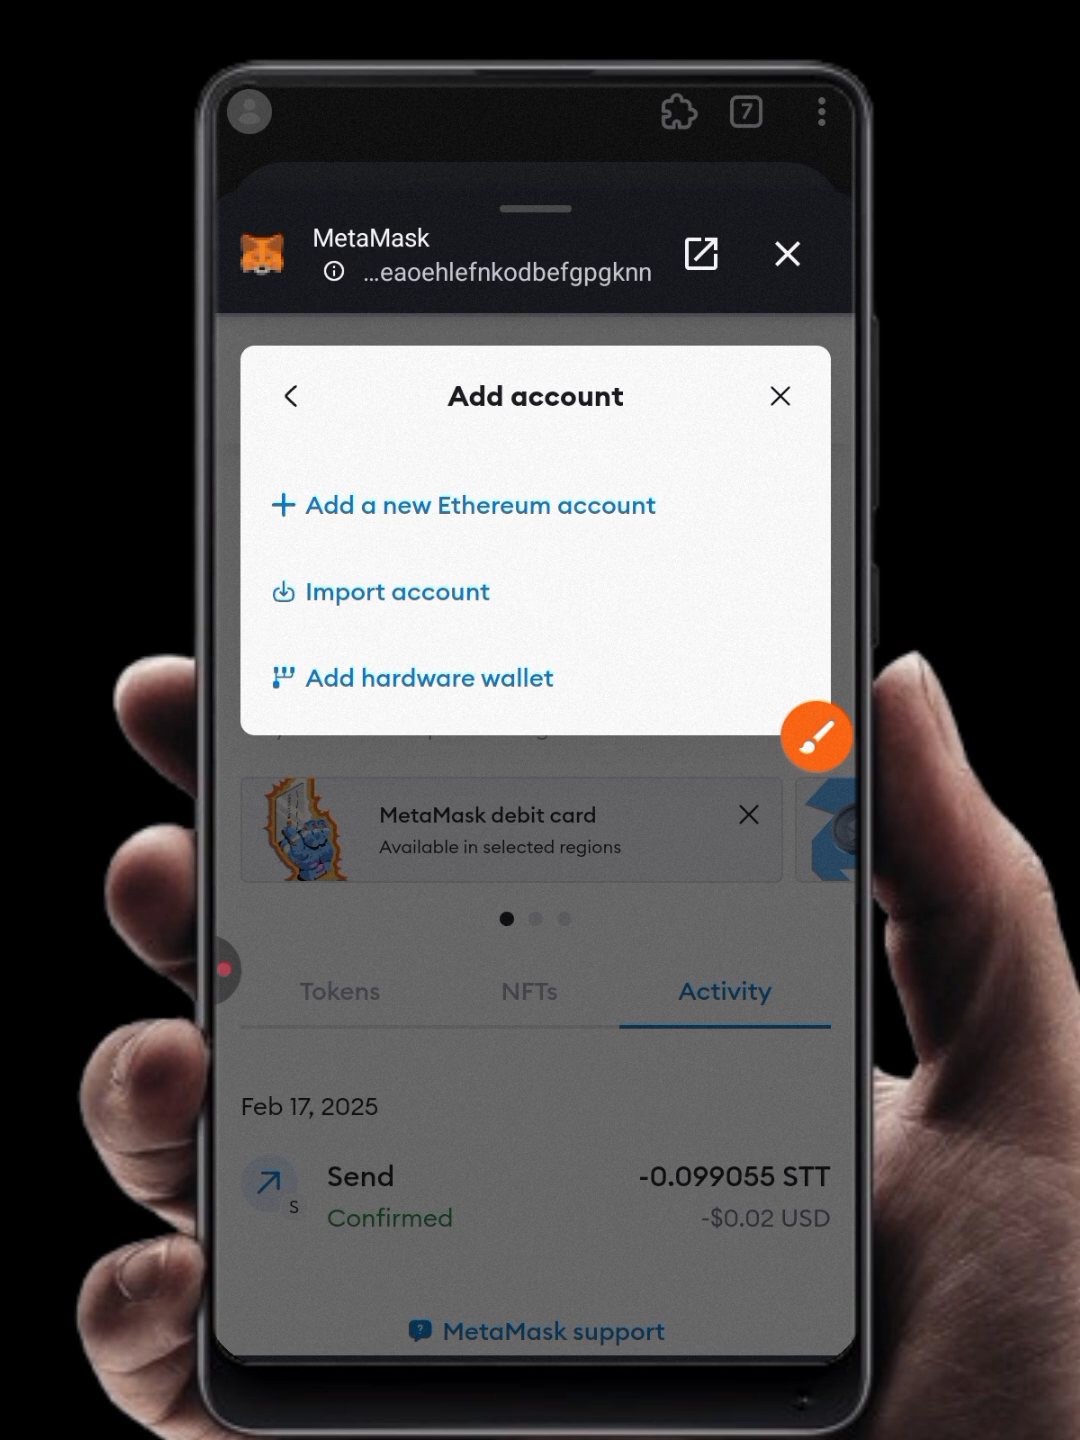 7
MetaMask
...eaoehlefnkodbefgpgknn
Add account
Add a new Ethereum account
Import account
Add hardware wallet
MetaMask debit card
Available in selected regions
Tokens NFTs Activity
Feb 17, 2025
Send -0.099055 STT
S
Confirmed -$0.02 USD
MetaMask support